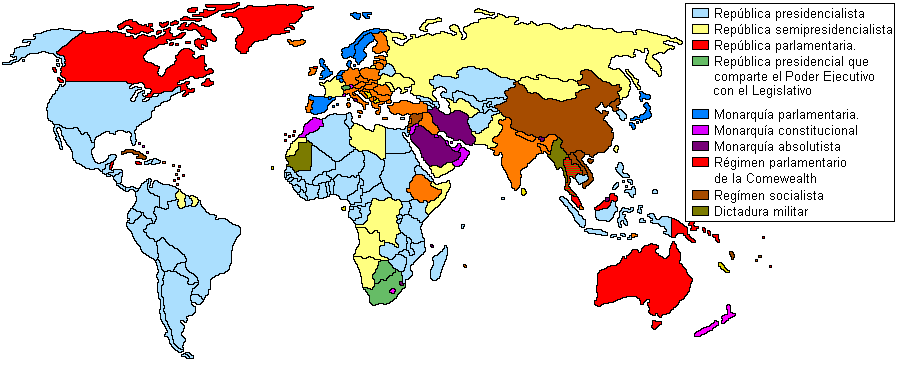 República presidencialista
República semipresidencialista
República parlamentaria.
República presidencial que
comparte el Poder Ejecutivo
con el Legislativo
Monarquía parlamentaria.
Monarquía constitucional
Monarquía absolutista
Régimen parlamentario
de la Comewealth
Regímen socialista
Dictadura militar